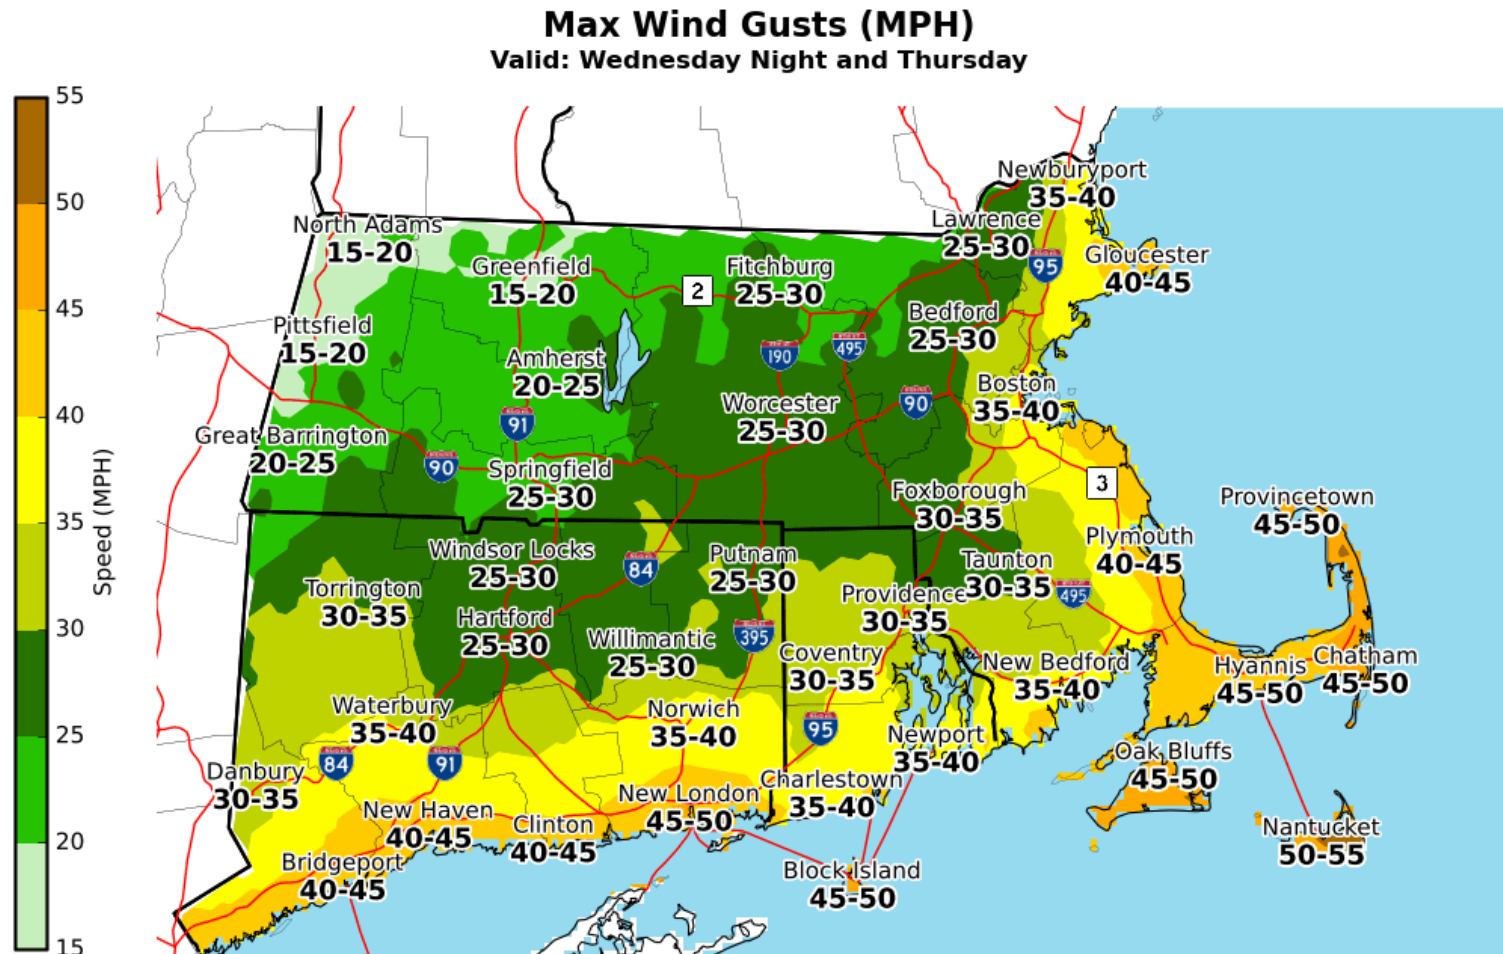 Max Wind Gusts (MPH)
Valid: Wednesday Night and Thursday
55
50
45
40
35
30
25
20
15
Speed (MPH)
Newburyport
35-40
North Adams
15-20
Lawrence
25-30
Gloucester
40-45
95
Greenfield
15-20
2
Fitchburg
25-30
Pittsfield
15-20
Bedford
25-30
190
495
Amherst
20-25
Boston
35-40
90
91
Worcester
25-30
Great Barrington
20-25
90
Springfield
25-30
3
Foxborough
30-35
Provincetown
45-50
Plymouth
40-45
Windsor Locks
25-30
84
Putnam
25-30
Taunton
30-35
495
Torrington
30-35
Providence
30-35
Hartford
25-30
Willimantic
25-30
395
Coventry
30-35
New Bedford
35-40
Hyannis
45-50
Chatham
45-50
Waterbury
35-40
Norwich
35-40
95
Newport
35-40
84
91
Danbury
30-35
Oak Bluffs
45-50
New London
45-50
Charlestown
35-40
New Haven
40-45
Clinton
40-45
Nantucket
50-55
Bridgeport
40-45
Block Island
45-50